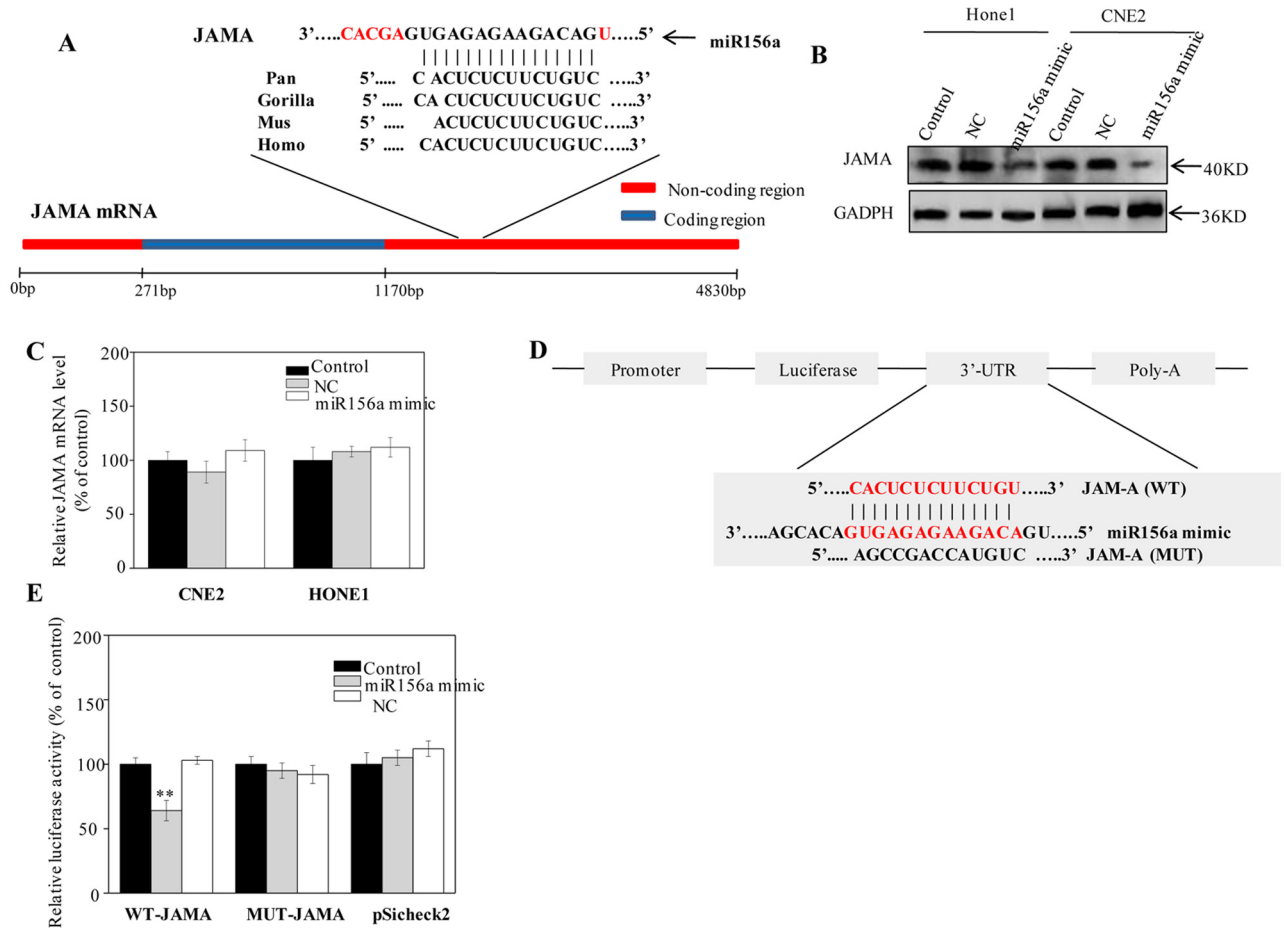 A
JAMA 3’.....CACGAGUGAGAGAAGACAGU.....5’ miR156a
Pan 5’..... C ACUCUCUUCUGUC .....3’
Gorilla 5’..... CA CUCUCUUCUGUC ....3’
Mus 5’ ..... ACUCUCUUCUGUC....3’
Homo 5’ ..... CACUCUCUUCUGUC.....3’
JAMA mRNA
Non-coding region
Coding region
0bp 271bp 1170bp 4830bp
B
Hone1 CNE2
Control NC miR156a mimic Control NC miR156a mimic
JAMA 40KD
GADPH 36KD
C
Relative JAMA mRNA level
(% of control)
200
150
100
50
0
Control
NC
miR156a mimic
CNE2 HONE1
D
Promoter Luciferase 3’-UTR Poly-A
5’.....CACUCUCUUCUGU.....3’ JAM-A (WT)
3’.....AGCACAGUGAGAGAAGACAGU.....5’ miR156a mimic
5’..... AGCCGACCAUGUC .....3’ JAM-A (MUT)
E
Relative luciferase activity (% of control)
200
150
100
50
0
Control
miR156a mimic
NC
**
WT-JAMA MUT-JAMA pSicheck2